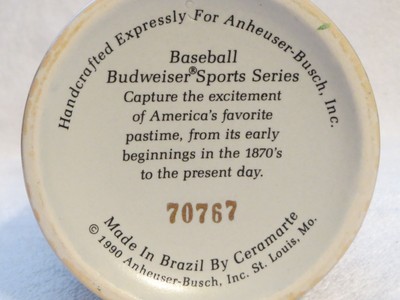 Handcrafted Expressly For Anheuser-Busch, Inc.
Baseball
Budweiser® Sports Series
Capture the excitement
of America's favorite
pastime, from its early
beginnings in the 1870's
to the present day.
70767
Made In Brazil By Ceramarte
© 1990 Anheuser-Busch, Inc. St. Louis, Mo.